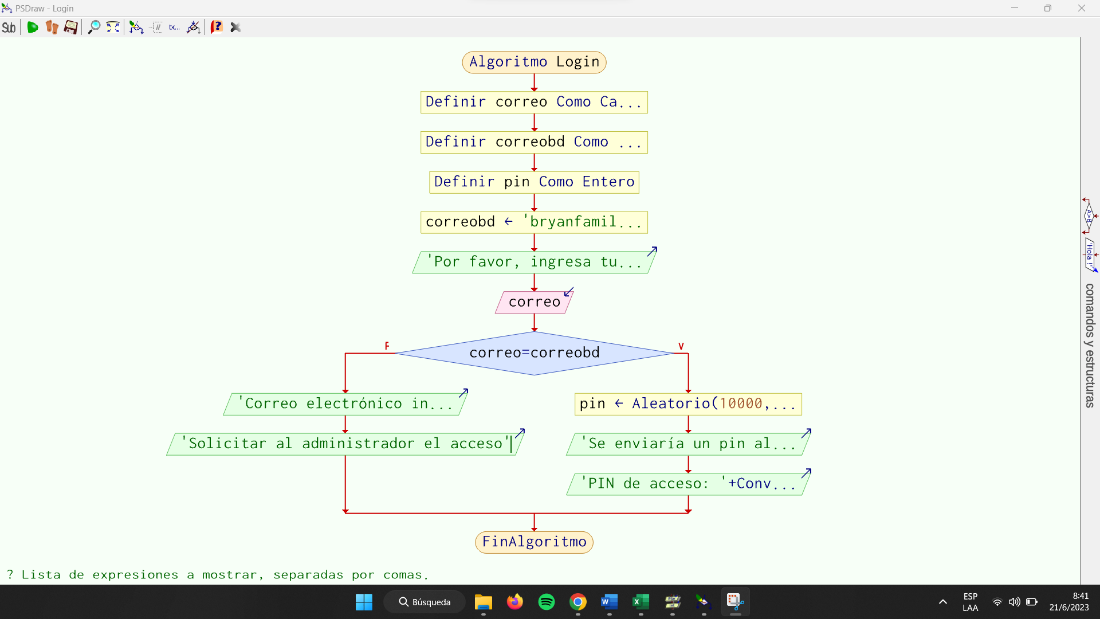 PSDraw - Login
Sub
Algoritmo Login
Definir correo Como Ca...
Definir correobd Como ...
Definir pin Como Entero
correobd ← 'bryanfamil...
'Por favor, ingresa tu...
correo
correo=correobd
F
V
'Correo electrónico in...
'Solicitar al administrador el acceso'
pin ← Aleatorio(10000,...
'Se enviaría un pin al...
'PIN de acceso: '+Conv...
FinAlgoritmo
comandos y estructuras
? Lista de expresiones a mostrar, separadas por comas.
Búsqueda
ESP
LAA
8:41
21/6/2023